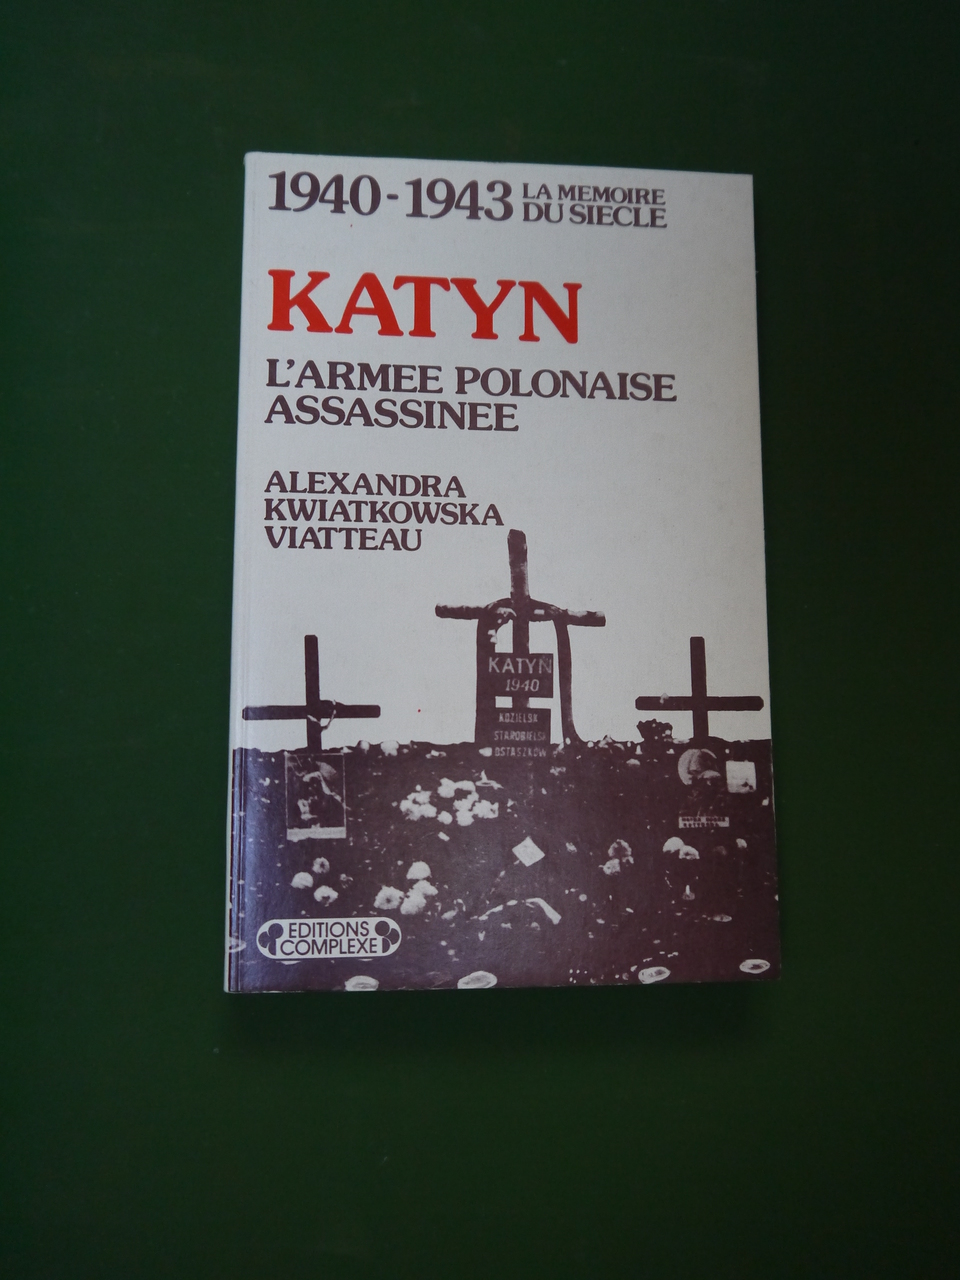 1940-1943 LA MEMOIRE
DU SIECLE
KATYN
L'ARMEE POLONAISE
ASSASSINEE
ALEXANDRA
KWIATKOWSKA
VIATTEAU
KATYN
1940
KOZIELSK
STAROBIELSK
OSTASZKÓW
EDITIONS
COMPLEXE